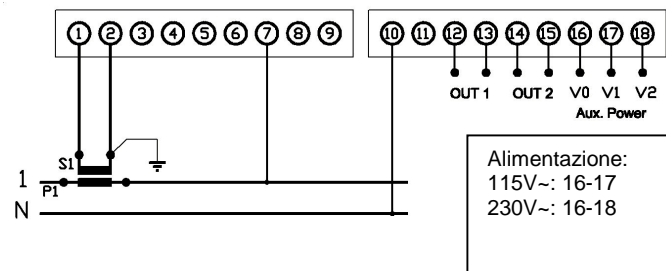 1 2 3 4 5 6 7 8 9 10 11 12 13 14 15 16 17 18
OUT 1 OUT 2 V0 V1 V2
Aux. Power
S1
1 P1
N
Alimentazione:
115V~: 16-17
230V~: 16-18